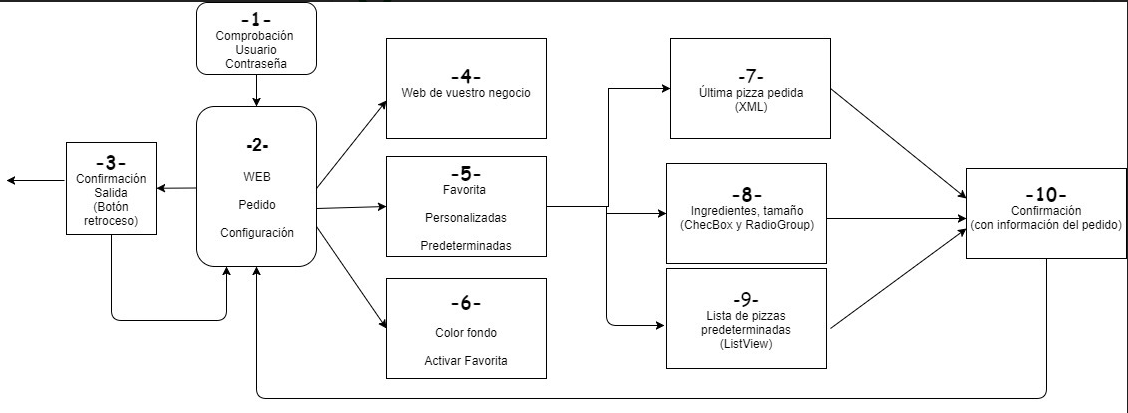 -1-
Comprobación
Usuario
Contraseña
-2-
WEB
Pedido
Configuración
-3-
Confirmación
Salida
(Botón
retroceso)
-4-
Web de vuestro negocio
-5-
Favorita
Personalizadas
Predeterminadas
-6-
Color fondo
Activar Favorita
-7-
Última pizza pedida
(XML)
-8-
Ingredientes, tamaño
(ChecBox y RadioGroup)
-9-
Lista de pizzas
predeterminadas
(ListView)
-10-
Confirmación
(con información del pedido)